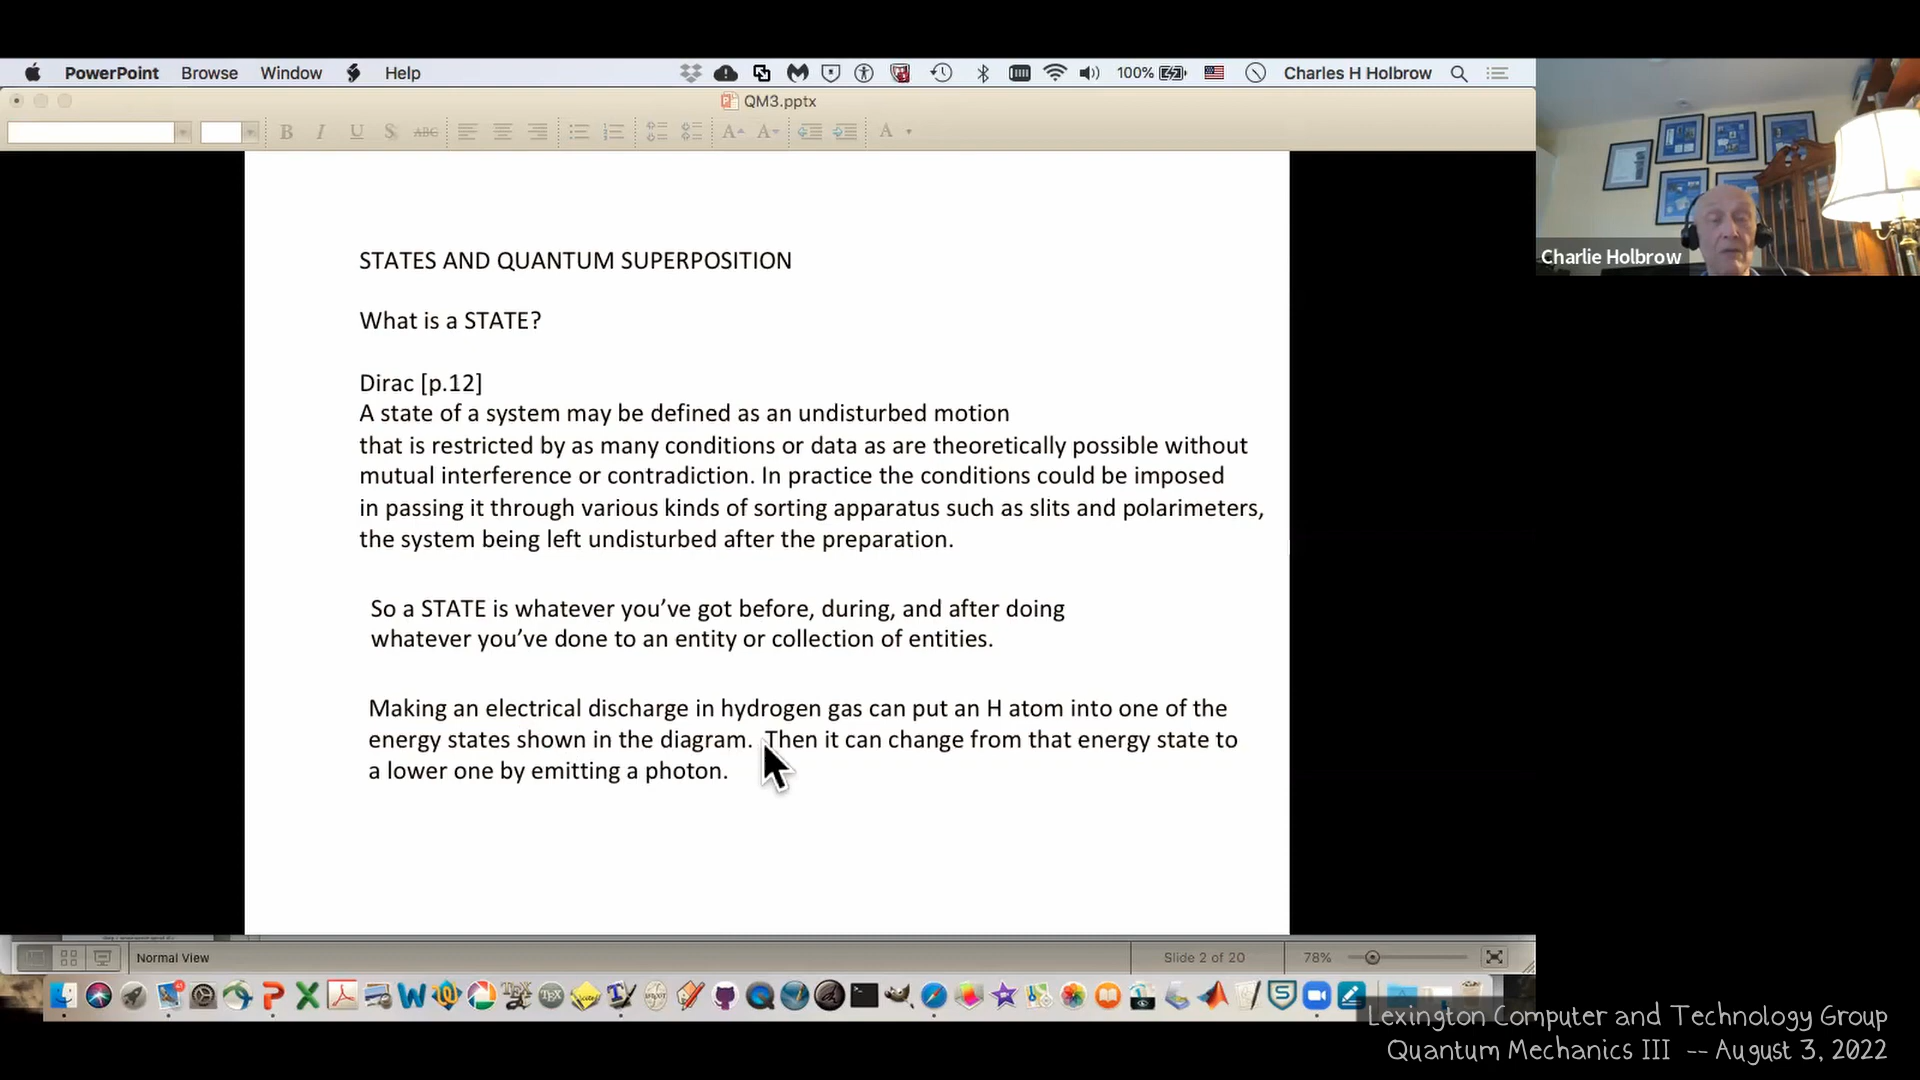 PowerPoint Browse Window Help 100% Charles H Holbrow
QM3.pptx
B I U S ABC A A A
STATES AND QUANTUM SUPERPOSITION
What is a STATE?
Dirac [p.12]
A state of a system may be defined as an undisturbed motion
that is restricted by as many conditions or data as are theoretically possible without
mutual interference or contradiction. In practice the conditions could be imposed
in passing it through various kinds of sorting apparatus such as slits and polarimeters,
the system being left undisturbed after the preparation.
So a STATE is whatever you’ve got before, during, and after doing
whatever you’ve done to an entity or collection of entities.
Making an electrical discharge in hydrogen gas can put an H atom into one of the
energy states shown in the diagram. Then it can change from that energy state to
a lower one by emitting a photon.
Charlie Holbrow
Normal View Slide 2 of 20 78%
Lexington Computer and Technology Group
Quantum Mechanics III -- August 3, 2022